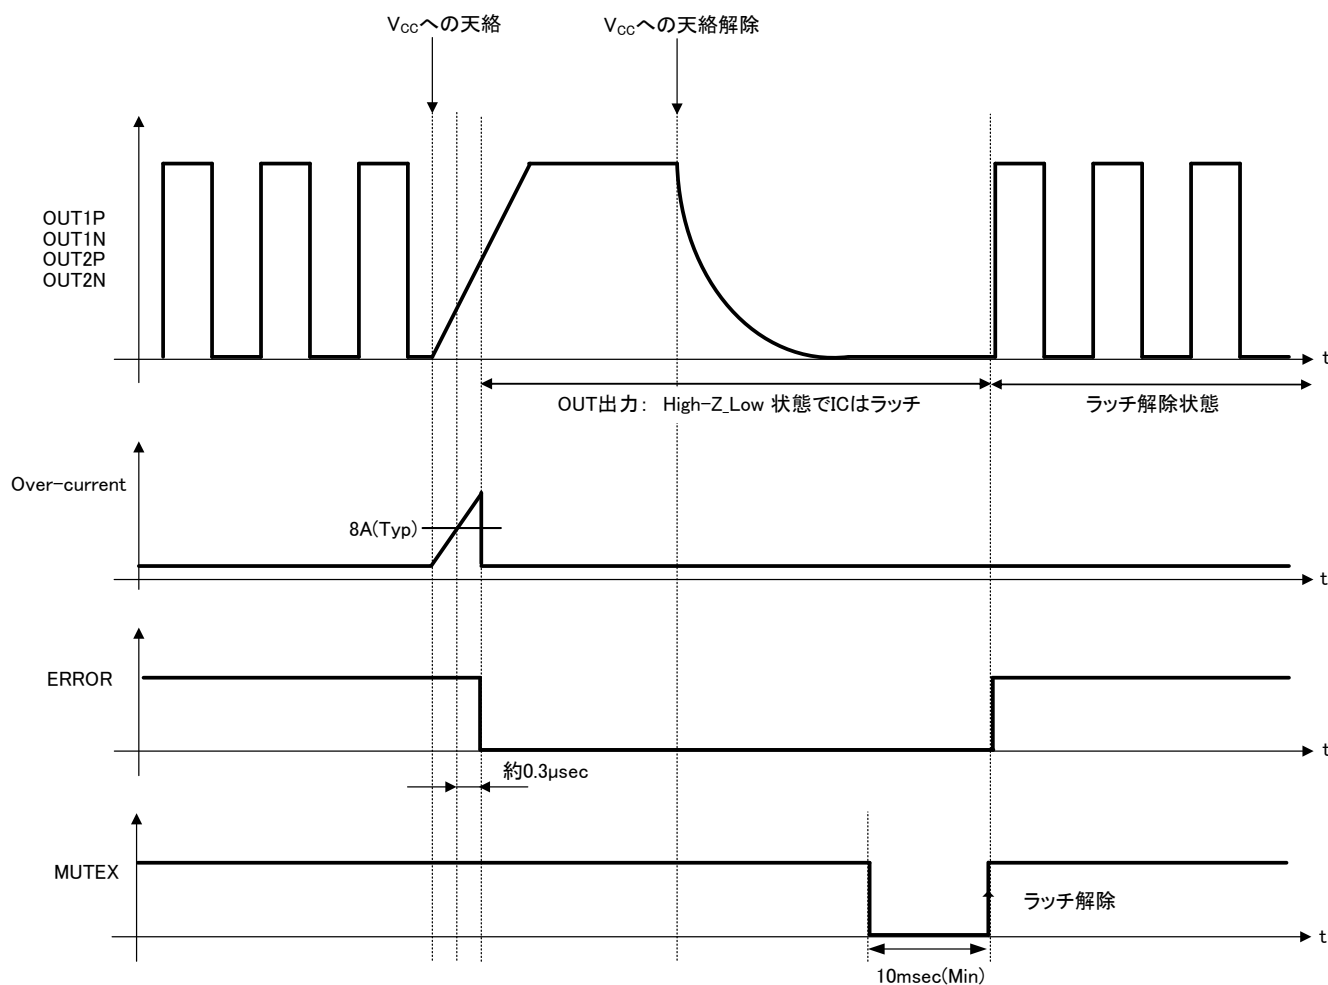 VCCへの天絡
VCCへの天絡解除
OUT1P
OUT1N
OUT2P
OUT2N
t
OUT出力： High-Z_Low 状態でICはラッチ
ラッチ解除状態
Over-current
8A(Typ)
t
ERROR
t
約0.3μsec
MUTEX
ラッチ解除
t
10msec(Min)